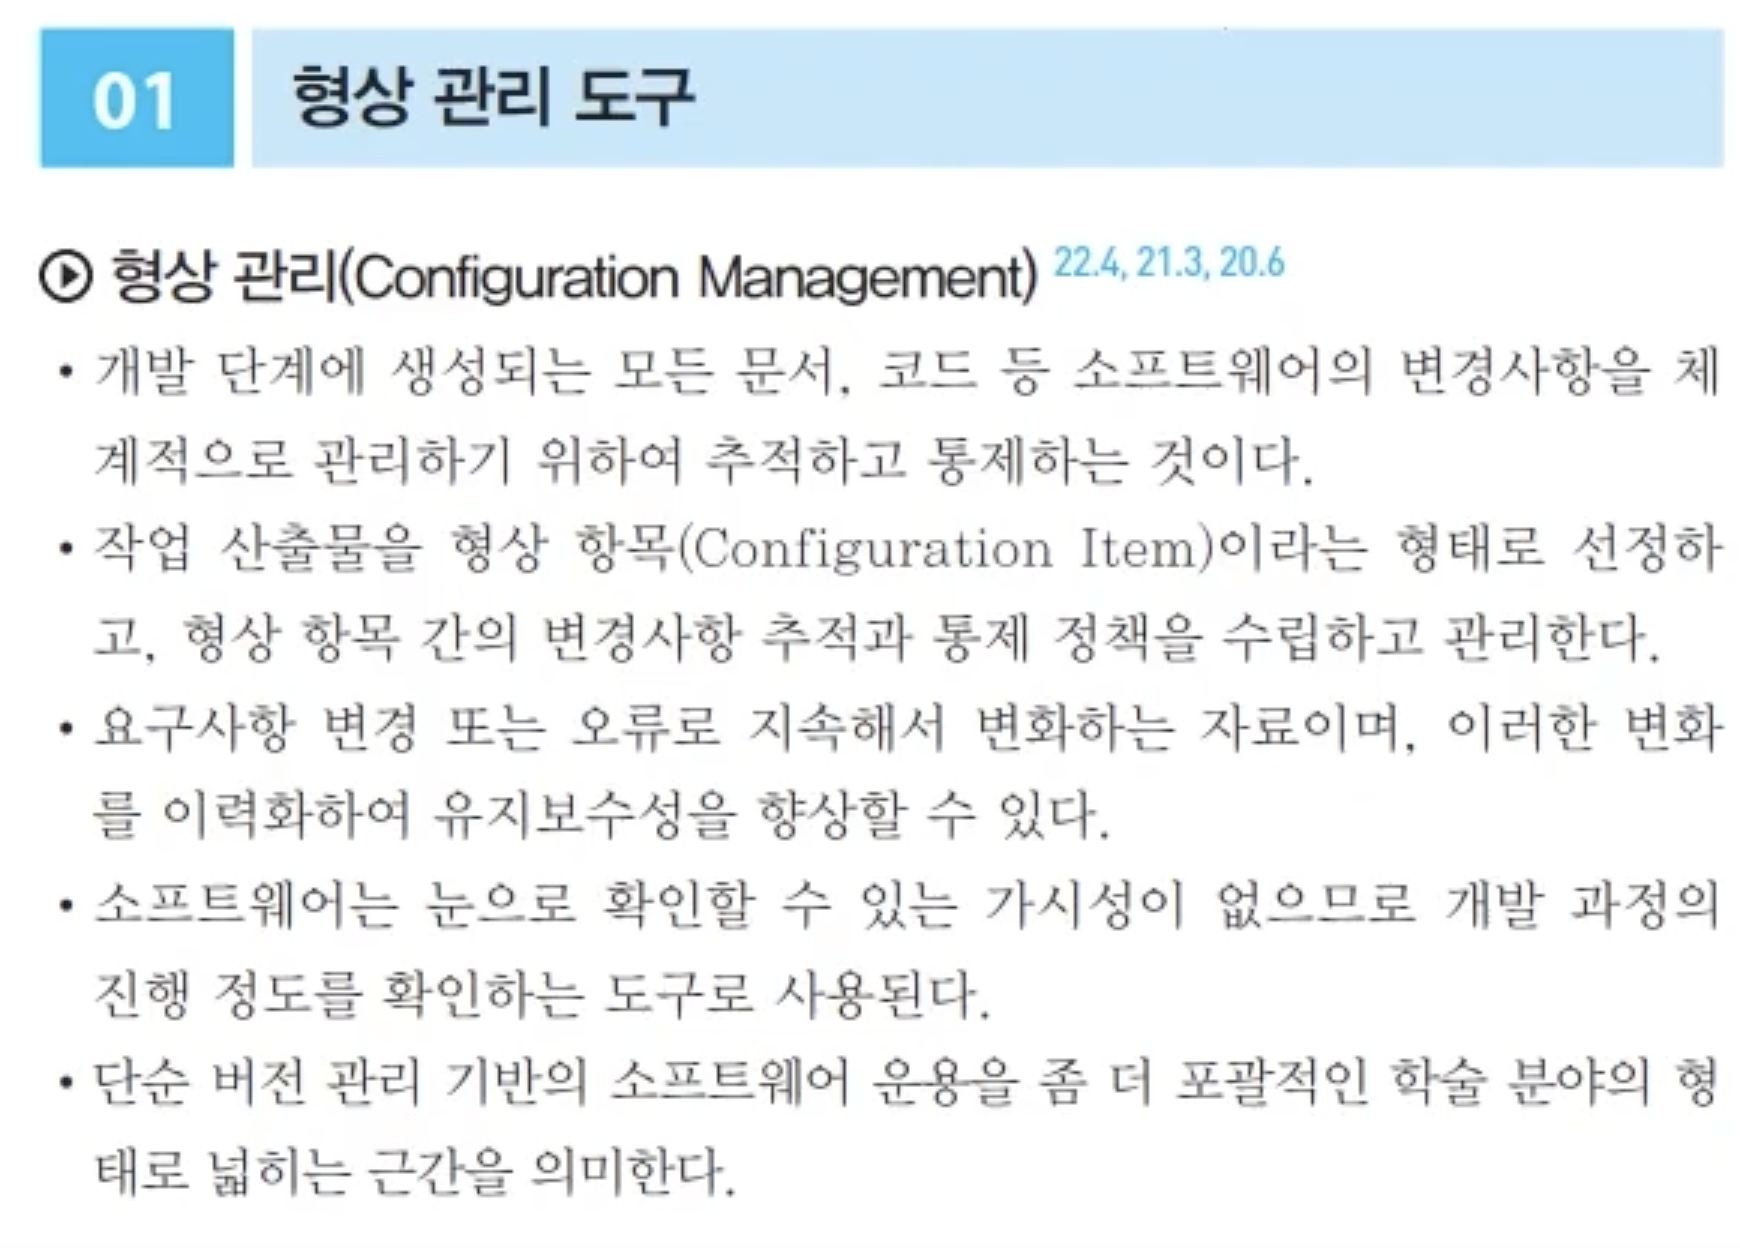 01 형상 관리 도구
형상 관리(Configuration Management) 22.4, 21.3, 20.6
• 개발 단계에 생성되는 모든 문서, 코드 등 소프트웨어의 변경사항을 체
계적으로 관리하기 위하여 추적하고 통제하는 것이다.
• 작업 산출물을 형상 항목(Configuration Item)이라는 형태로 선정하
고, 형상 항목 간의 변경사항 추적과 통제 정책을 수립하고 관리한다.
• 요구사항 변경 또는 오류로 지속해서 변화하는 자료이며, 이러한 변화
를 이력화하여 유지보수성을 향상할 수 있다.
• 소프트웨어는 눈으로 확인할 수 있는 가시성이 없으므로 개발 과정의
진행 정도를 확인하는 도구로 사용된다.
• 단순 버전 관리 기반의 소프트웨어 운용을 좀 더 포괄적인 학술 분야의 형
태로 넓히는 근간을 의미한다.